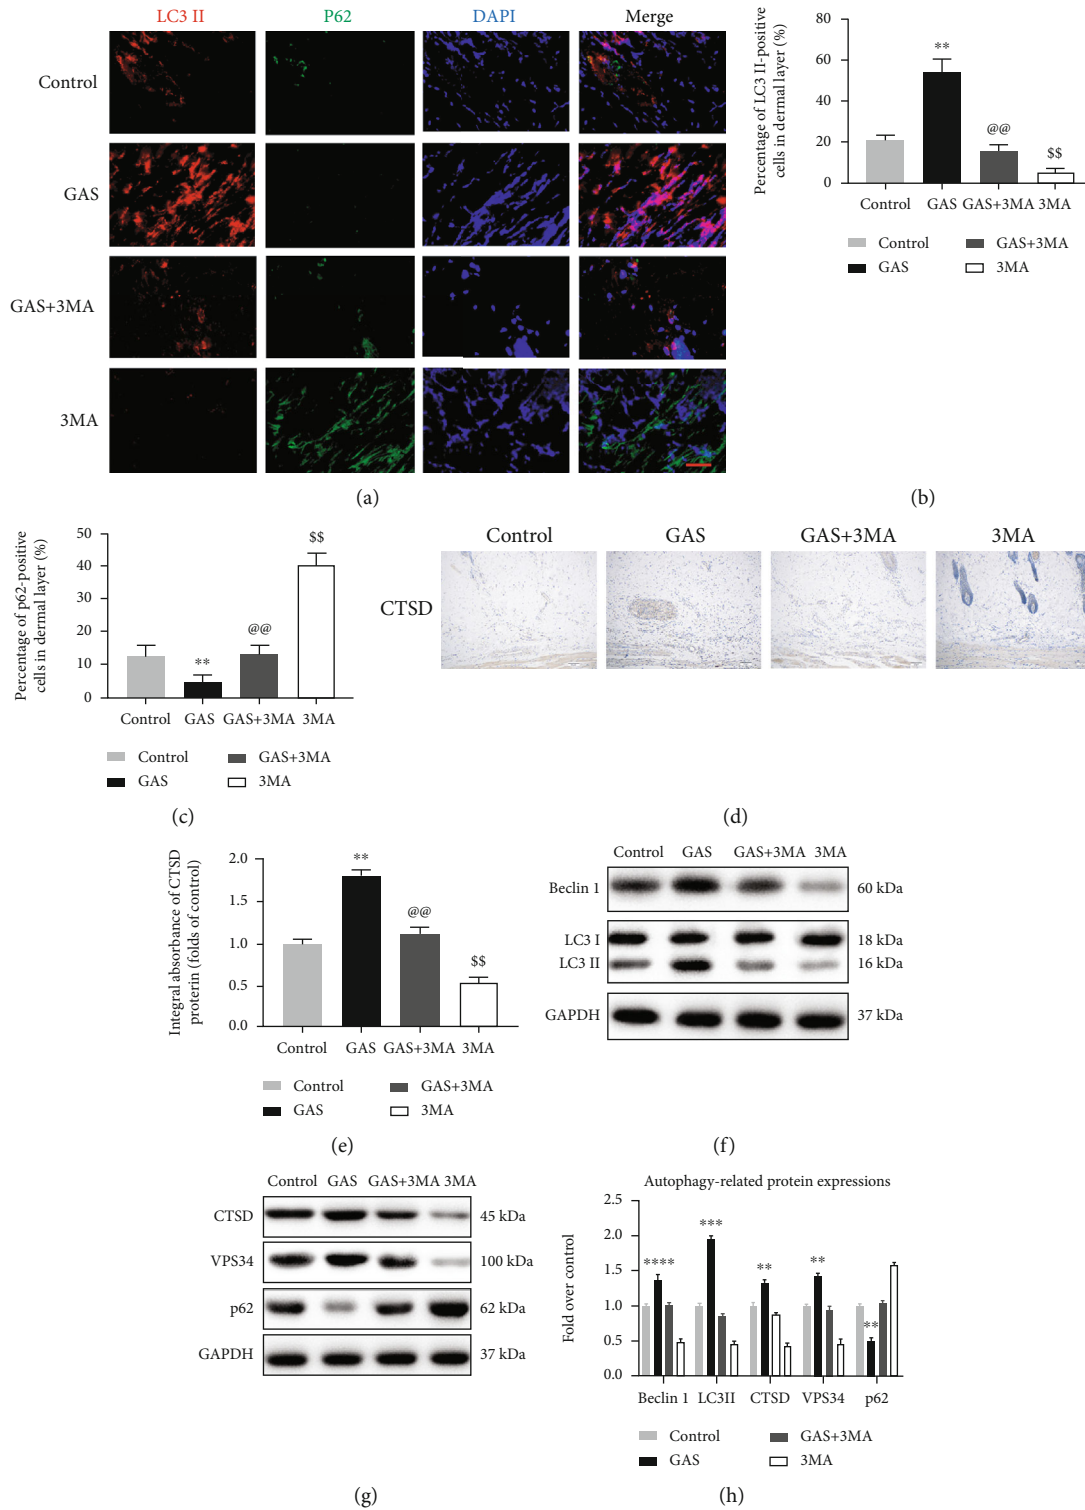 LC3 II P62 DAPI Merge
Control
GAS
GAS+3MA
3MA
(a)
Percentage of LC3 II-positive
cells in dermal layer (%)
80
60
40
20
0
**
@@
$$
Control GAS GAS+3MA 3MA
Control GAS+3MA
GAS 3MA
(b)
Percentage of p62-positive
cells in dermal layer (%)
50
40
30
20
10
0
**
@@
$$
Control GAS GAS+3MA 3MA
Control GAS+3MA
GAS 3MA
(c)
Control GAS GAS+3MA 3MA
CTSD
(d)
Integral absorbance of CTSD
proterin (folds of control)
2.0
1.5
1.0
0.5
0.0
**
@@
$$
Control GAS GAS+3MA 3MA
Control GAS+3MA
GAS 3MA
(e)
Control GAS GAS+3MA 3MA
Beclin 1 60 kDa
LC3 I 18 kDa
LC3 II 16 kDa
GAPDH 37 kDa
(f)
Control GAS GAS+3MA 3MA
CTSD 45 kDa
VPS34 100 kDa
p62 62 kDa
GAPDH 37 kDa
(g)
Autophagy-related protein expressions
Fold over control
2.5
2.0
1.5
1.0
0.5
0.0
****
***
**
**
**
Beclin 1 LC3II CTSD VPS34 p62
Control GAS+3MA
GAS 3MA
(h)